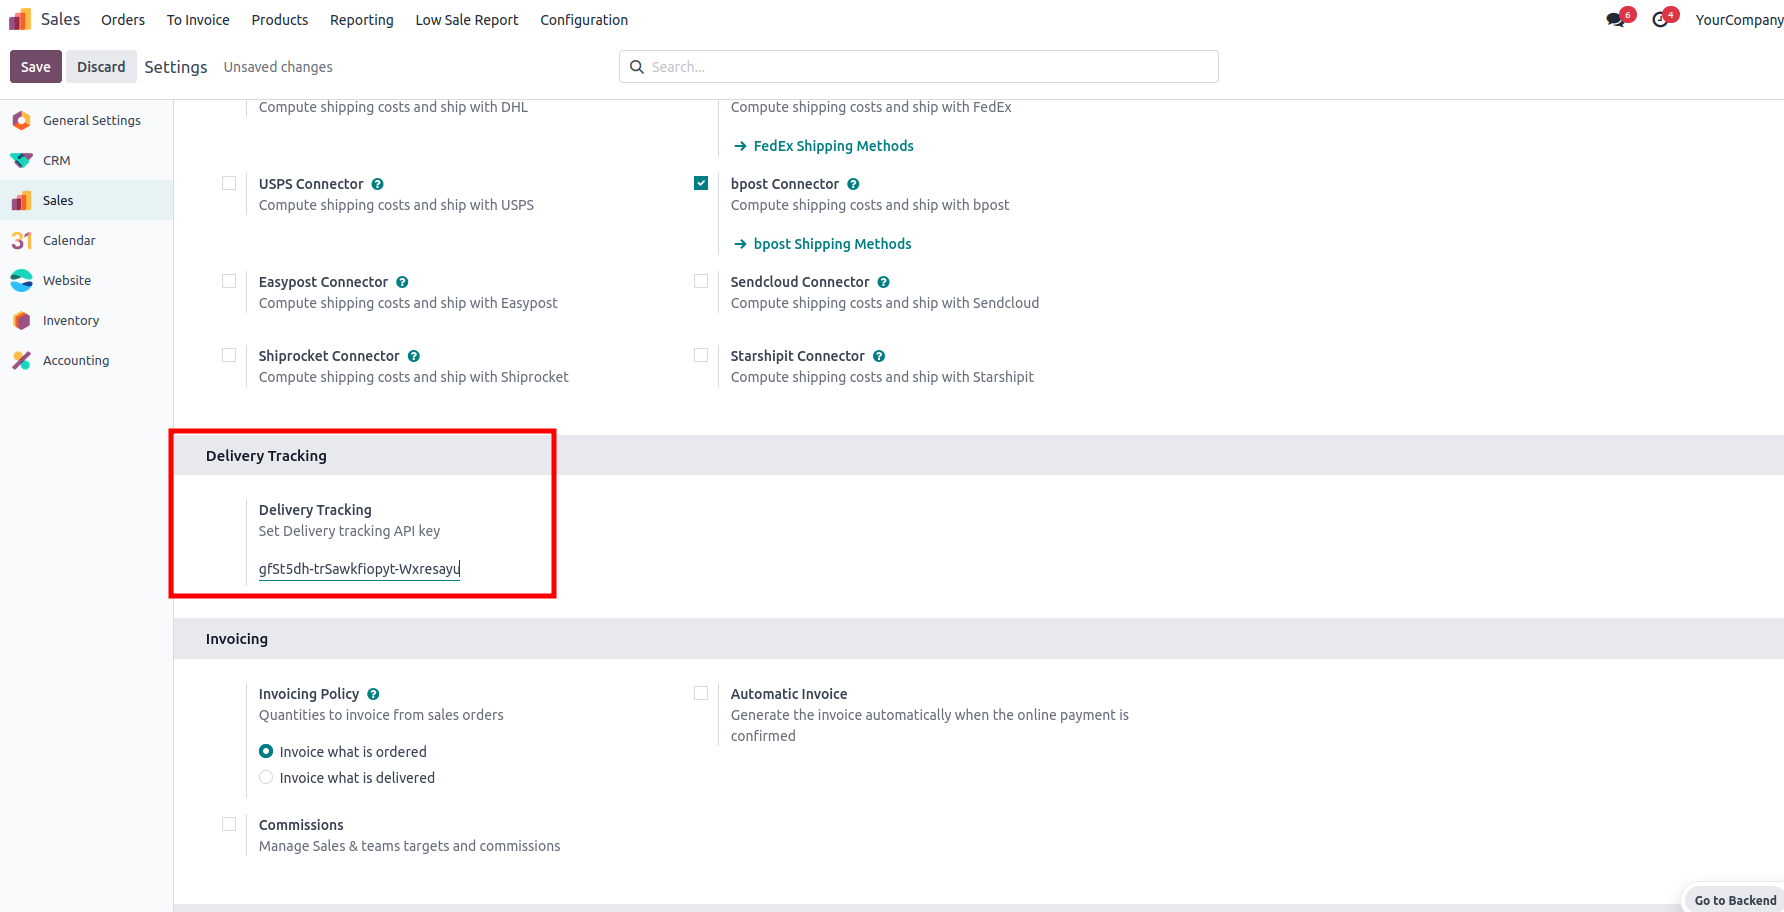 Sales Orders To Invoice Products Reporting Low Sale Report Configuration 6 4 YourCompany
Save Discard Settings Unsaved changes Search...
General Settings
CRM
Sales
Calendar
Website
Inventory
Accounting
Compute shipping costs and ship with DHL
Compute shipping costs and ship with FedEx
FedEx Shipping Methods
USPS Connector ?
Compute shipping costs and ship with USPS
bpost Connector ?
Compute shipping costs and ship with bpost
bpost Shipping Methods
Easypost Connector ?
Compute shipping costs and ship with Easypost
Sendcloud Connector ?
Compute shipping costs and ship with Sendcloud
Shiprocket Connector ?
Compute shipping costs and ship with Shiprocket
Starshipit Connector ?
Compute shipping costs and ship with Starshipit
Delivery Tracking
Delivery Tracking
Set Delivery tracking API key
gfSt5dh-trSawkfiopyt-Wxresayu
Invoicing
Invoicing Policy ?
Quantities to invoice from sales orders
Invoice what is ordered
Invoice what is delivered
Automatic Invoice
Generate the invoice automatically when the online payment is
confirmed
Commissions
Manage Sales & teams targets and commissions
Go to Backend